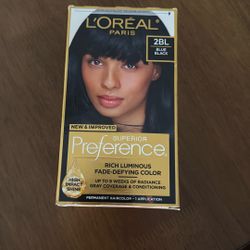 L'ORÉAL
PARIS
2BL
BLUE
BLACK
NEW & IMPROVED
SUPERIOR
Preference
RICH LUMINOUS
FADE-DEFYING COLOR
UP TO 9 WEEKS OF RADIANCE
GRAY COVERAGE & CONDITIONING
HIGH
IMPACT
SHINE
PERMANENT HAIRCOLOR • 1 APPLICATION